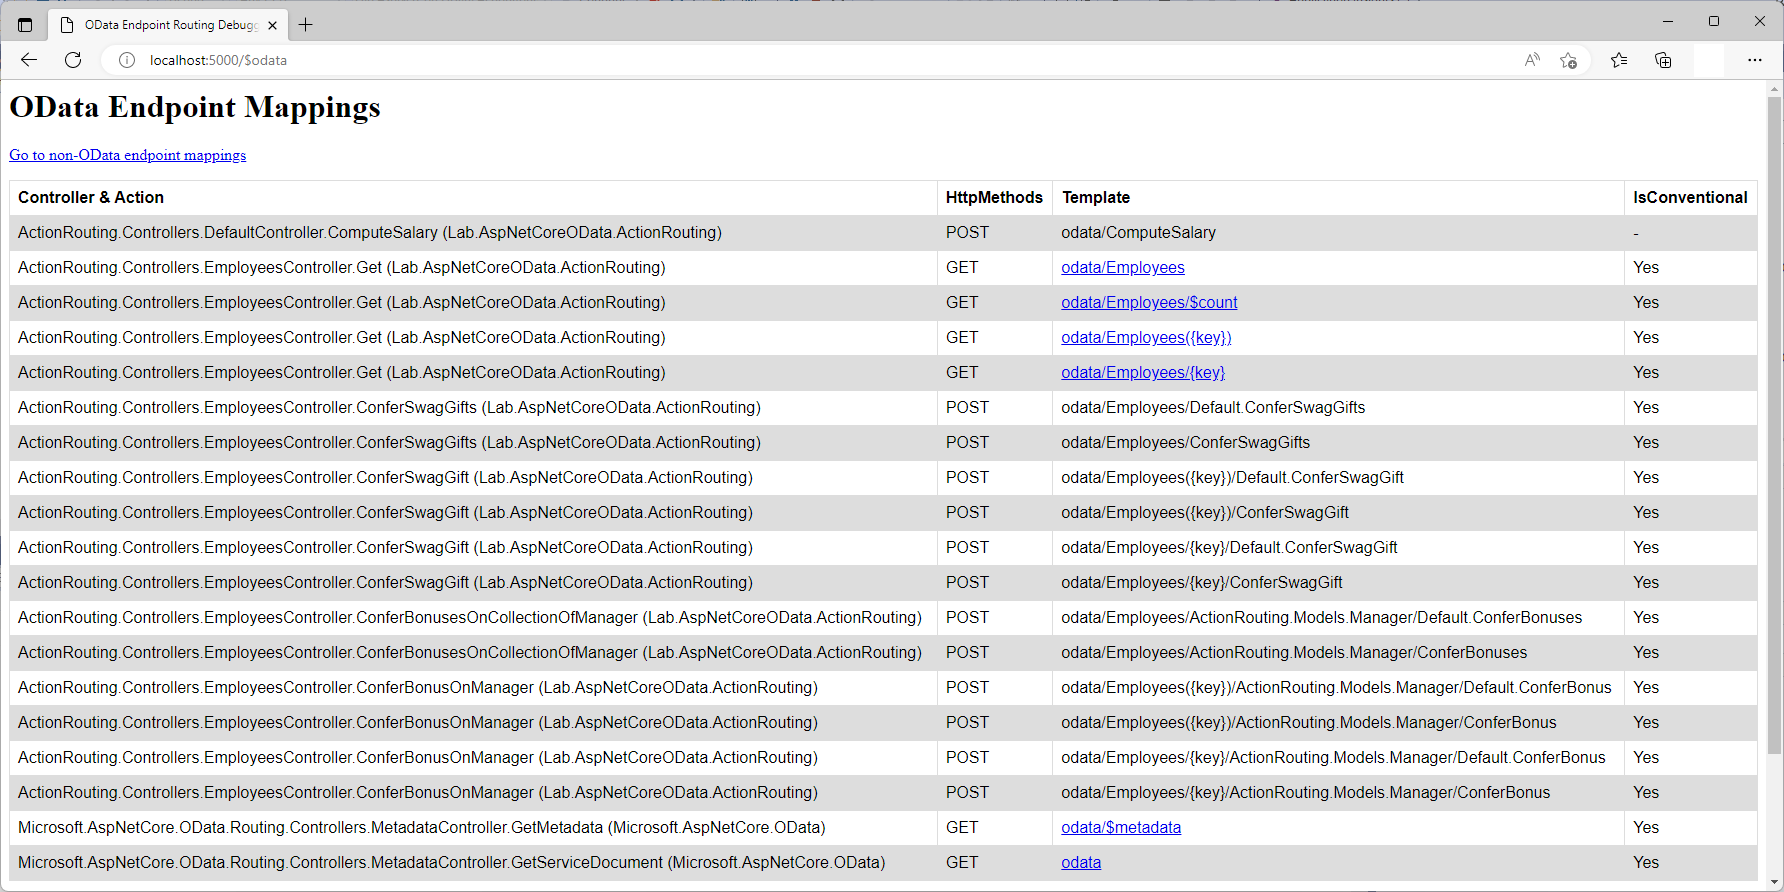 OData Endpoint Routing Debugg
localhost:5000/$odata
OData Endpoint Mappings
Go to non-OData endpoint mappings
Controller & Action HttpMethods Template IsConventional
ActionRouting.Controllers.DefaultController.ComputeSalary (Lab.AspNetCoreOData.ActionRouting) POST odata/ComputeSalary -
ActionRouting.Controllers.EmployeesController.Get (Lab.AspNetCoreOData.ActionRouting) GET odata/Employees Yes
ActionRouting.Controllers.EmployeesController.Get (Lab.AspNetCoreOData.ActionRouting) GET odata/Employees/$count Yes
ActionRouting.Controllers.EmployeesController.Get (Lab.AspNetCoreOData.ActionRouting) GET odata/Employees({key}) Yes
ActionRouting.Controllers.EmployeesController.Get (Lab.AspNetCoreOData.ActionRouting) GET odata/Employees/{key} Yes
ActionRouting.Controllers.EmployeesController.ConferSwagGifts (Lab.AspNetCoreOData.ActionRouting) POST odata/Employees/Default.ConferSwagGifts Yes
ActionRouting.Controllers.EmployeesController.ConferSwagGifts (Lab.AspNetCoreOData.ActionRouting) POST odata/Employees/ConferSwagGifts Yes
ActionRouting.Controllers.EmployeesController.ConferSwagGift (Lab.AspNetCoreOData.ActionRouting) POST odata/Employees({key})/Default.ConferSwagGift Yes
ActionRouting.Controllers.EmployeesController.ConferSwagGift (Lab.AspNetCoreOData.ActionRouting) POST odata/Employees({key})/ConferSwagGift Yes
ActionRouting.Controllers.EmployeesController.ConferSwagGift (Lab.AspNetCoreOData.ActionRouting) POST odata/Employees/{key}/Default.ConferSwagGift Yes
ActionRouting.Controllers.EmployeesController.ConferSwagGift (Lab.AspNetCoreOData.ActionRouting) POST odata/Employees/{key}/ConferSwagGift Yes
ActionRouting.Controllers.EmployeesController.ConferBonusesOnCollectionOfManager (Lab.AspNetCoreOData.ActionRouting) POST odata/Employees/ActionRouting.Models.Manager/Default.ConferBonuses Yes
ActionRouting.Controllers.EmployeesController.ConferBonusesOnCollectionOfManager (Lab.AspNetCoreOData.ActionRouting) POST odata/Employees/ActionRouting.Models.Manager/ConferBonuses Yes
ActionRouting.Controllers.EmployeesController.ConferBonusOnManager (Lab.AspNetCoreOData.ActionRouting) POST odata/Employees({key})/ActionRouting.Models.Manager/Default.ConferBonus Yes
ActionRouting.Controllers.EmployeesController.ConferBonusOnManager (Lab.AspNetCoreOData.ActionRouting) POST odata/Employees({key})/ActionRouting.Models.Manager/ConferBonus Yes
ActionRouting.Controllers.EmployeesController.ConferBonusOnManager (Lab.AspNetCoreOData.ActionRouting) POST odata/Employees/{key}/ActionRouting.Models.Manager/Default.ConferBonus Yes
ActionRouting.Controllers.EmployeesController.ConferBonusOnManager (Lab.AspNetCoreOData.ActionRouting) POST odata/Employees/{key}/ActionRouting.Models.Manager/ConferBonus Yes
Microsoft.AspNetCore.OData.Routing.Controllers.MetadataController.GetMetadata (Microsoft.AspNetCore.OData) GET odata/$metadata Yes
Microsoft.AspNetCore.OData.Routing.Controllers.MetadataController.GetServiceDocument (Microsoft.AspNetCore.OData) GET odata Yes